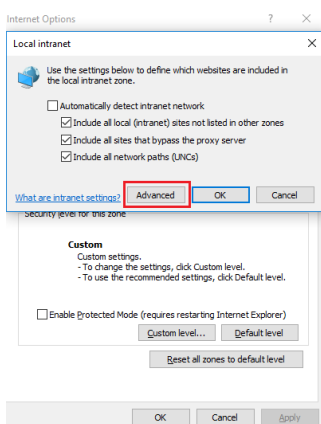 Internet Options ? ×
Local intranet ×
Use the settings below to define which websites are included in
the local intranet zone.
Automatically detect intranet network
Include all local (intranet) sites not listed in other zones
Include all sites that bypass the proxy server
Include all network paths (UNCs)
What are intranet settings? Advanced OK Cancel
Security level for this zone
Custom
Custom settings.
- To change the settings, click Custom level.
- To use the recommended settings, click Default level.
Enable Protected Mode (requires restarting Internet Explorer)
Custom level... Default level
Reset all zones to default level
OK Cancel Apply